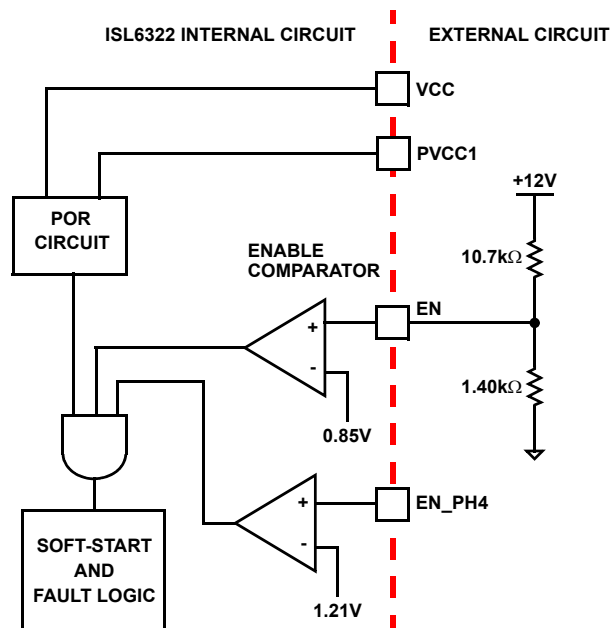 ISL6322 INTERNAL CIRCUIT
EXTERNAL CIRCUIT
VCC
PVCC1
+12V
POR
CIRCUIT
10.7kΩ
ENABLE
COMPARATOR
EN
+
-
1.40kΩ
0.85V
EN_PH4
+
-
SOFT-START
AND
FAULT LOGIC
1.21V